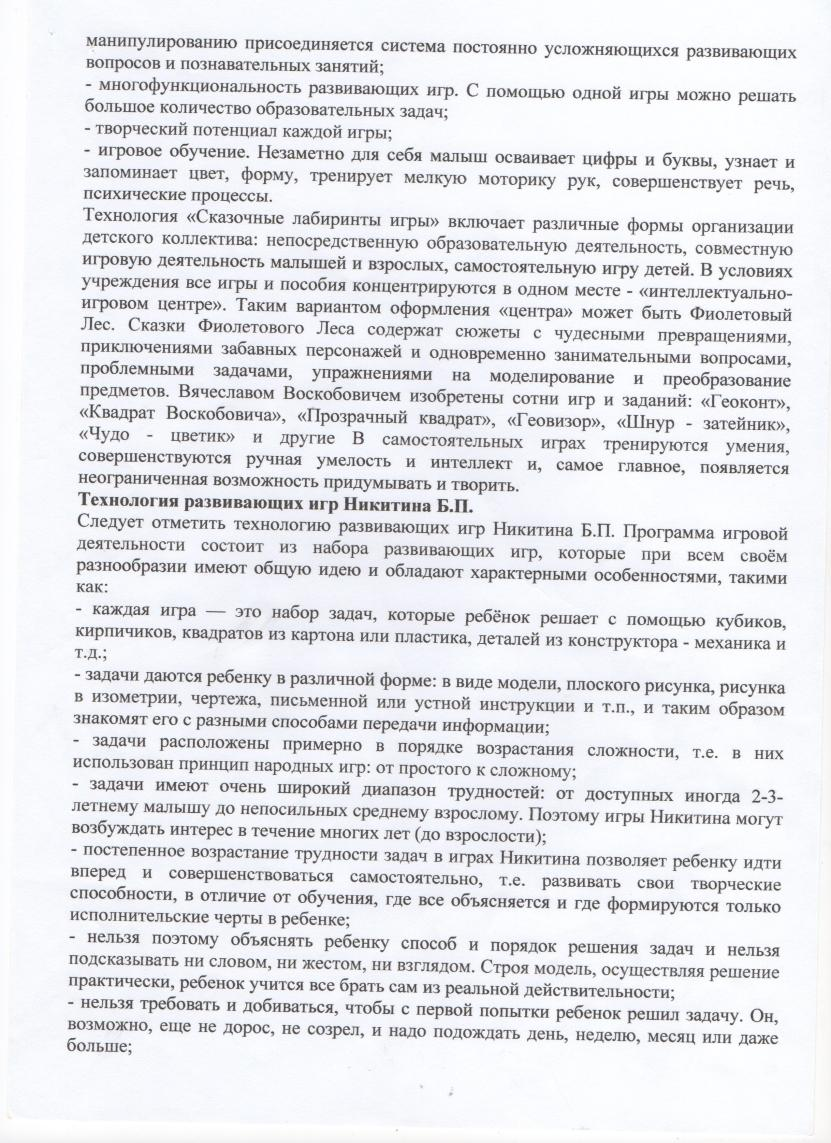 манипулированию присоединяется система постоянно усложняющихся развивающих
вопросов и познавательных занятий;
- многофункциональность развивающих игр. С помощью одной игры можно решать
большое количество образовательных задач;
- творческий потенциал каждой игры;
- игровое обучение. Незаметно для себя малыш осваивает цифры и буквы, узнает и
запоминает цвет, форму, тренирует мелкую моторику рук, совершенствует речь,
психические процессы.
Технология «Сказочные лабиринты игры» включает различные формы организации
детского коллектива: непосредственную образовательную деятельность, совместную
игровую деятельность малышей и взрослых, самостоятельную игру детей. В условиях
учреждения все игры и пособия концентрируются в одном месте - «интеллектуально-
игровом центре». Таким вариантом оформления «центра» может быть Фиолетовый
Лес. Сказки Фиолетового Леса содержат сюжеты с чудесными превращениями,
приключениями забавных персонажей и одновременно занимательными вопросами,
проблемными задачами, упражнениями на моделирование и преобразование
предметов. Вячеславом Воскобовичем изобретены сотни игр и заданий: «Геоконт»,
«Квадрат Воскобовича», «Прозрачный квадрат», «Геовизор», «Шнур - затейник»,
«Чудо - цветик» и другие В самостоятельных играх тренируются умения,
совершенствуются ручная умелость и интеллект и, самое главное, появляется
неограниченная возможность придумывать и творить.
Технология развивающих игр Никитина Б.П.
Следует отметить технологию развивающих игр Никитина Б.П. Программа игровой
деятельности состоит из набора развивающих игр, которые при всем своём
разнообразии имеют общую идею и обладают характерными особенностями, такими
как:
- каждая игра — это набор задач, которые ребёнок решает с помощью кубиков,
кирпичиков, квадратов из картона или пластика, деталей из конструктора - механика и
т.д.;
- задачи даются ребенку в различной форме: в виде модели, плоского рисунка, рисунка
в изометрии, чертежа, письменной или устной инструкции и т.п., и таким образом
знакомят его с разными способами передачи информации;
- задачи расположены примерно в порядке возрастания сложности, т.е. в них
использован принцип народных игр: от простого к сложному;
- задачи имеют очень широкий диапазон трудностей: от доступных иногда 2-3-
летнему малышу до непосильных среднему взрослому. Поэтому игры Никитина могут
возбуждать интерес в течение многих лет (до взрослости);
- постепенное возрастание трудности задач в играх Никитина позволяет ребенку идти
вперед и совершенствоваться самостоятельно, т.е. развивать свои творческие
способности, в отличие от обучения, где все объясняется и где формируются только
исполнительские черты в ребенке;
- нельзя поэтому объяснять ребенку способ и порядок решения задач и нельзя
подсказывать ни словом, ни жестом, ни взглядом. Строя модель, осуществляя решение
практически, ребенок учится все брать сам из реальной действительности;
- нельзя требовать и добиваться, чтобы с первой попытки ребенок решил задачу. Он,
возможно, еще не дорос, не созрел, и надо подождать день, неделю, месяц или даже
больше;